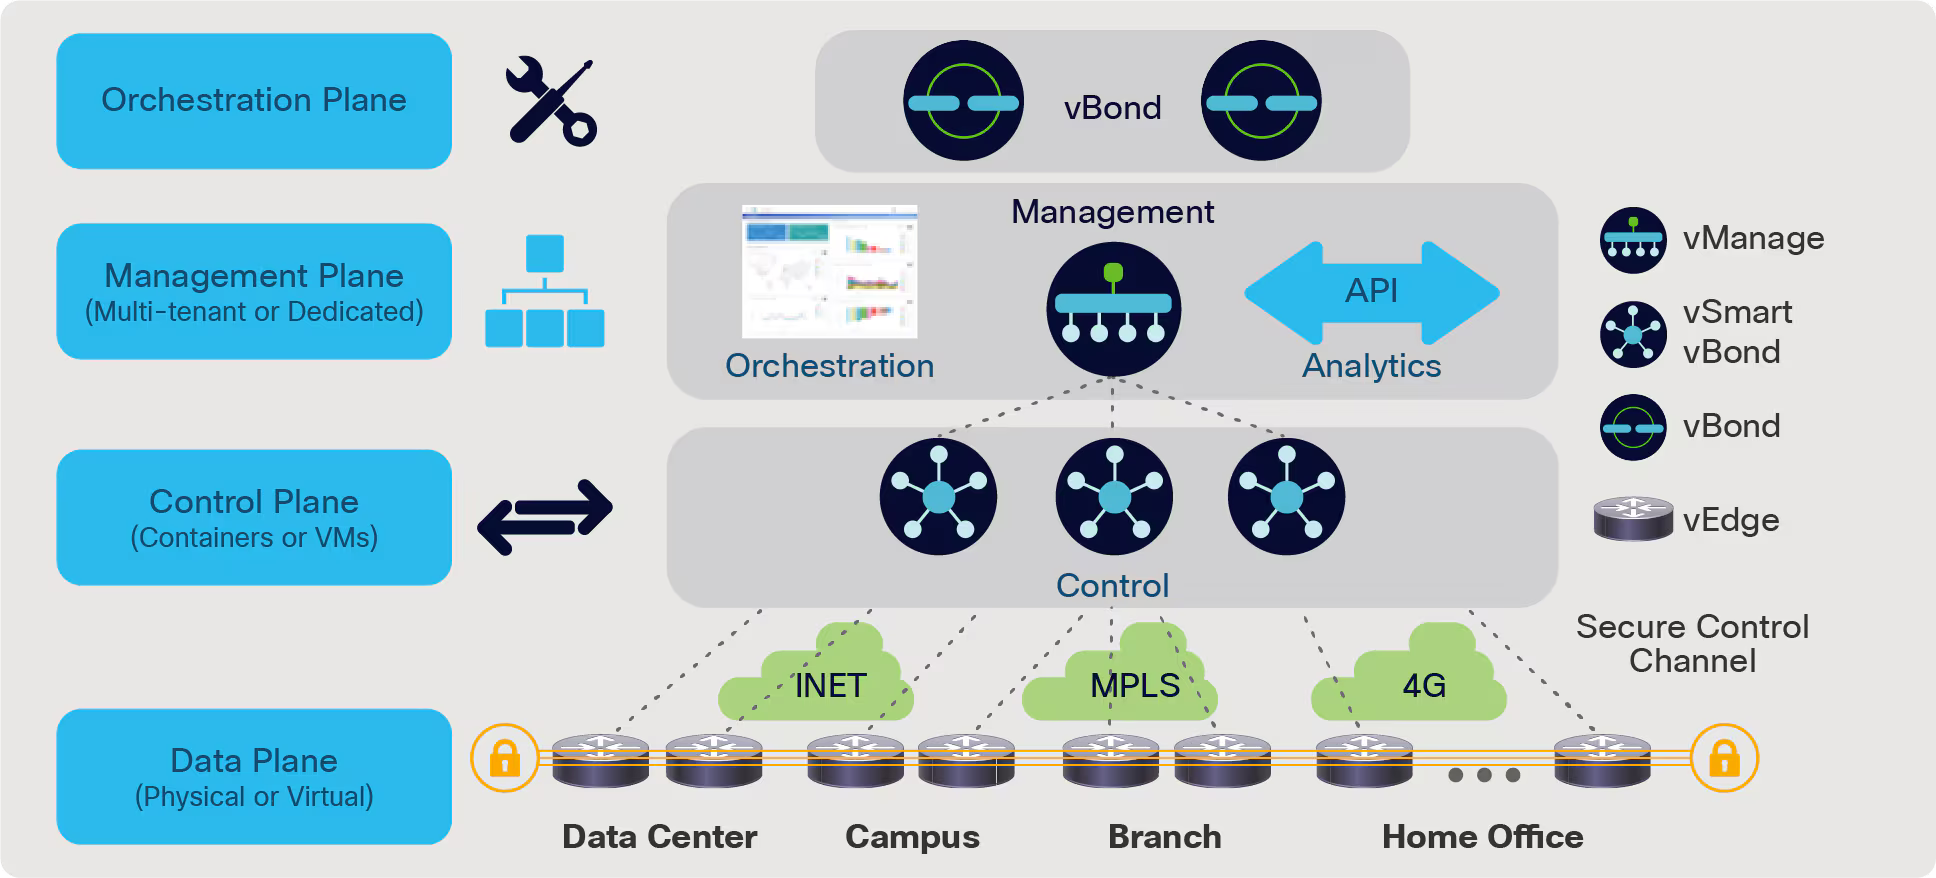 Orchestration Plane
vBond
Management Plane
(Multi-tenant or Dedicated)
Management
Orchestration
API
Analytics
vManage
vSmart
vBond
vBond
vEdge
Control Plane
(Containers or VMs)
Control
Secure Control
Channel
INET
MPLS
4G
Data Plane
(Physical or Virtual)
Data Center
Campus
Branch
Home Office